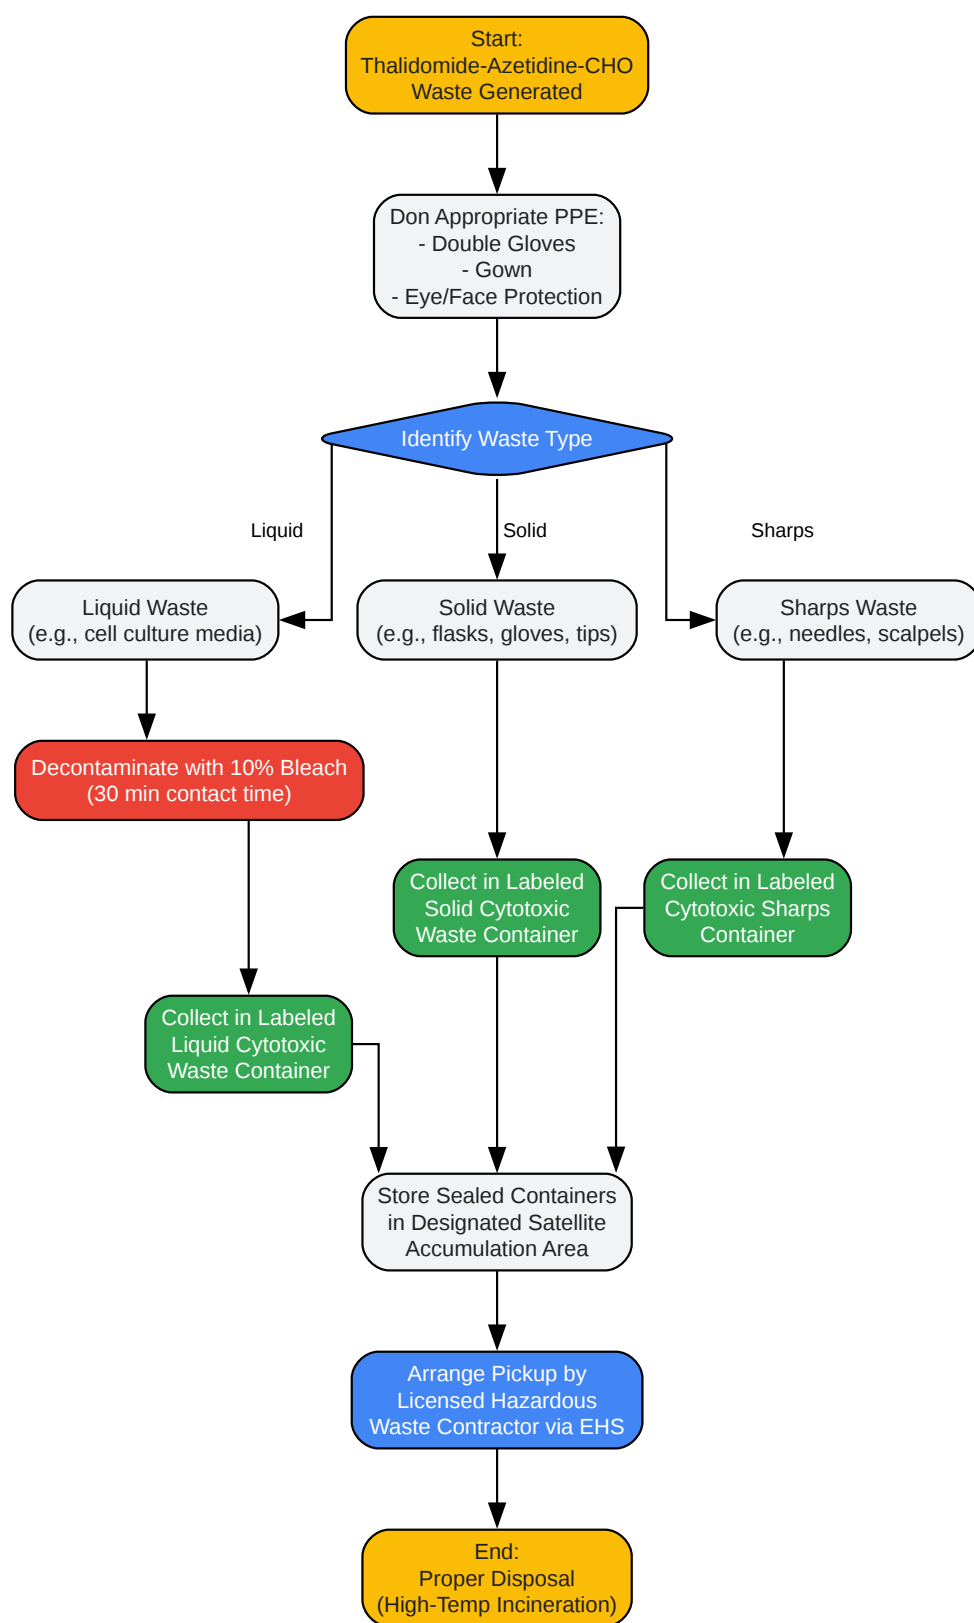 Start:
Thalidomide-Azetidine-CHO
Waste Generated
Don Appropriate PPE:
- Double Gloves
- Gown
- Eye/Face Protection
Identify Waste Type
Liquid
Solid
Sharps
Liquid Waste
(e.g., cell culture media)
Solid Waste
(e.g., flasks, gloves, tips)
Sharps Waste
(e.g., needles, scalpels)
Decontaminate with 10% Bleach
(30 min contact time)
Collect in Labeled
Solid Cytotoxic
Waste Container
Collect in Labeled
Cytotoxic Sharps
Container
Collect in Labeled
Liquid Cytotoxic
Waste Container
Store Sealed Containers
in Designated Satellite
Accumulation Area
Arrange Pickup by
Licensed Hazardous
Waste Contractor via EHS
End:
Proper Disposal
(High-Temp Incineration)